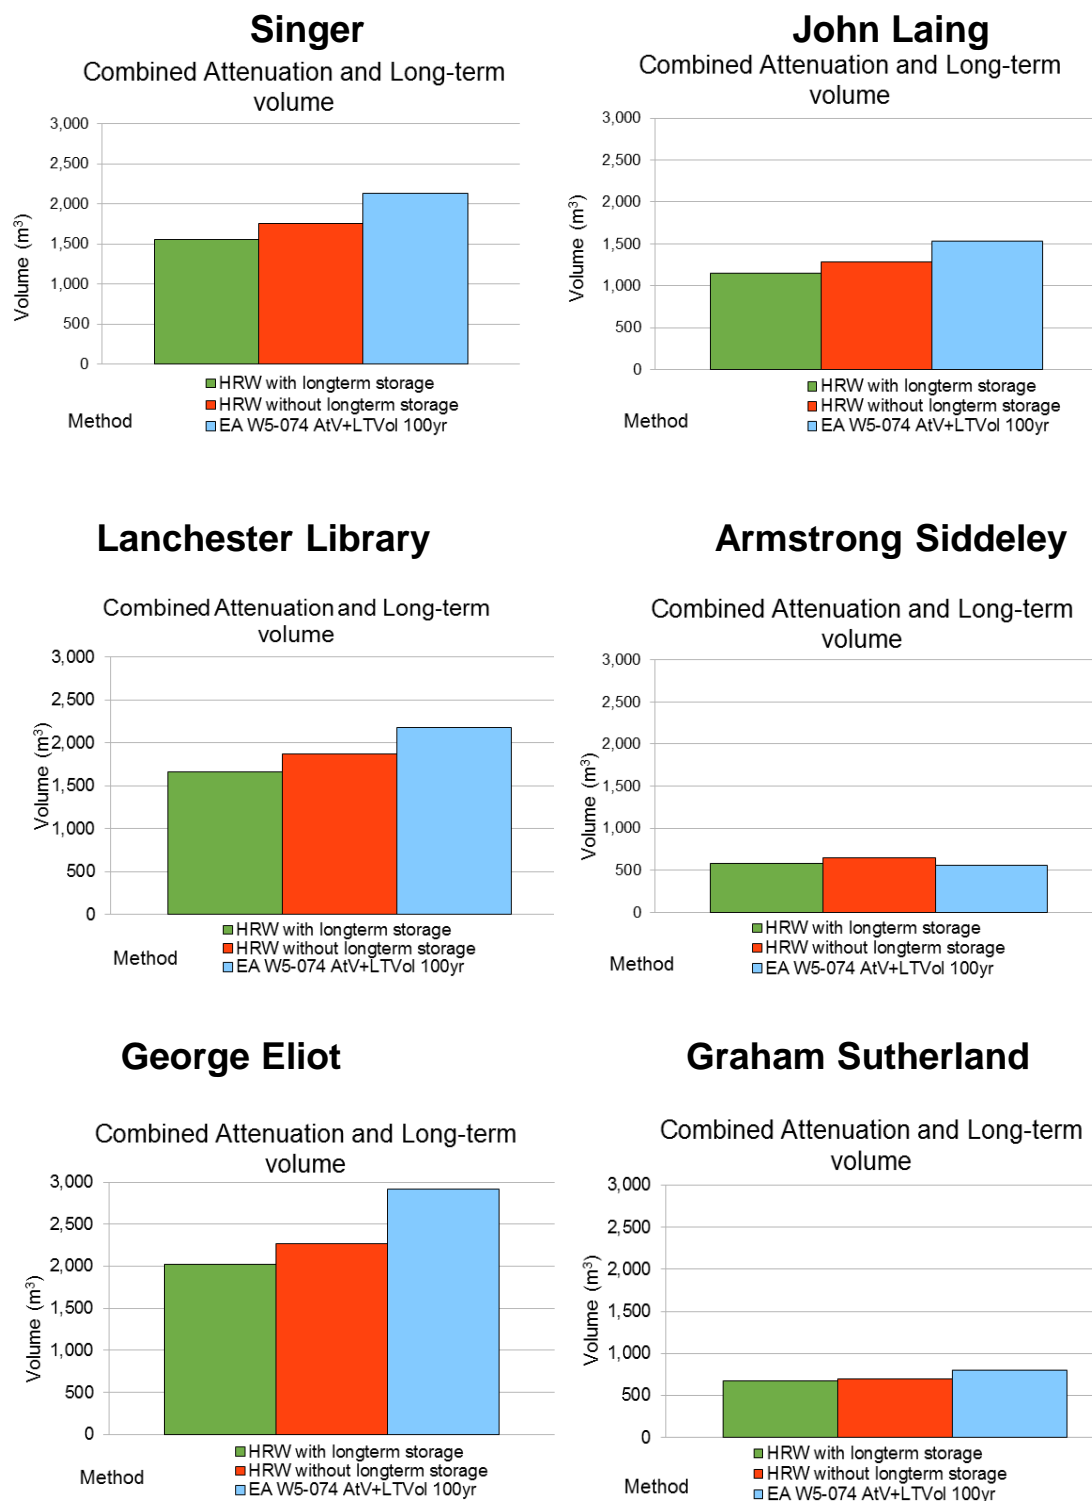 Singer
Combined Attenuation and Long-term
volume
3,000
2,500
2,000
1,500
1,000
500
0
Volume (m³)
Method
HRW with longterm storage
HRW without longterm storage
EA W5-074 AtV+LTVol 100yr
John Laing
Combined Attenuation and Long-term
volume
3,000
2,500
2,000
1,500
1,000
500
0
Volume (m³)
Method
HRW with longterm storage
HRW without longterm storage
EA W5-074 AtV+LTVol 100yr
Lanchester Library
Combined Attenuation and Long-term
volume
3,000
2,500
2,000
1,500
1,000
500
0
Volume (m³)
Method
HRW with longterm storage
HRW without longterm storage
EA W5-074 AtV+LTVol 100yr
Armstrong Siddeley
Combined Attenuation and Long-term
volume
3,000
2,500
2,000
1,500
1,000
500
0
Volume (m³)
Method
HRW with longterm storage
HRW without longterm storage
EA W5-074 AtV+LTVol 100yr
George Eliot
Combined Attenuation and Long-term
volume
3,000
2,500
2,000
1,500
1,000
500
0
Volume (m³)
Method
HRW with longterm storage
HRW without longterm storage
EA W5-074 AtV+LTVol 100yr
Graham Sutherland
Combined Attenuation and Long-term
volume
3,000
2,500
2,000
1,500
1,000
500
0
Volume (m³)
Method
HRW with longterm storage
HRW without longterm storage
EA W5-074 AtV+LTVol 100yr